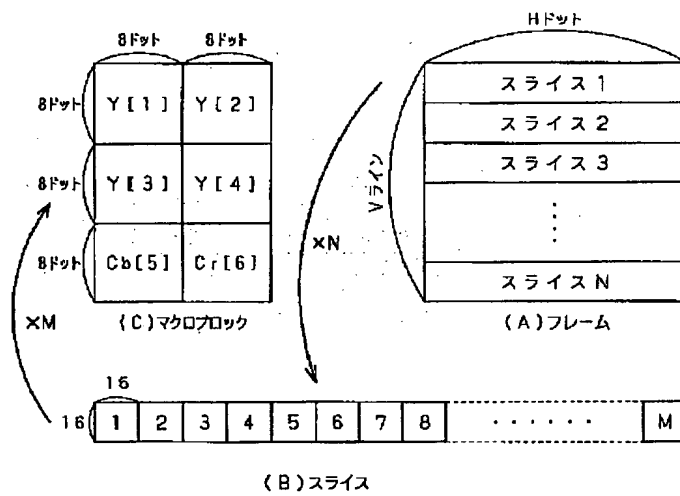 8ドット 8ドット
8ドット Y[1] Y[2]
8ドット Y[3] Y[4]
8ドット Cb[5] Cr[6]
(C)マクロブロック
×M
×N
Hドット
Vライン
スライス1
スライス2
スライス3
⋮
スライスN
(A)フレーム
16
16 1 2 3 4 5 6 7 8 ・・・・・・ M
(B)スライス